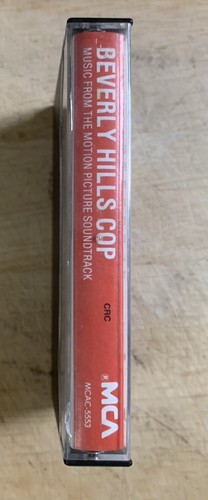 BEVERLY HILLS COP
MUSIC FROM THE MOTION PICTURE SOUNDTRACK
CRC
MCA
MCAC-5553